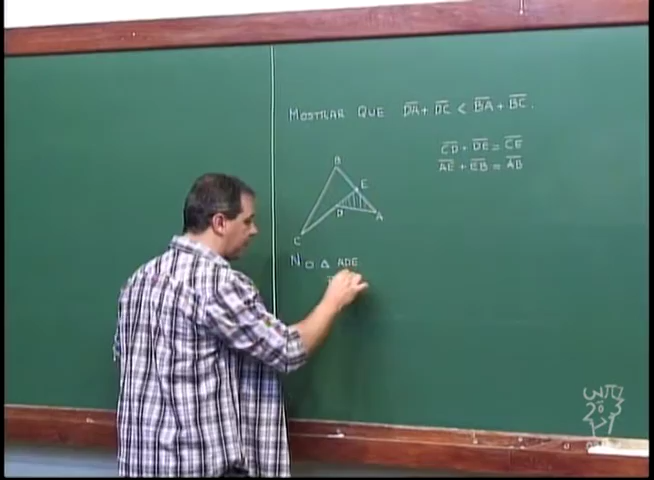 MOSTRAR QUE DA + DC < BA + BC.
CD + DE = CE
AE + EB = AB
B
E
D
A
C
NO △ ADE